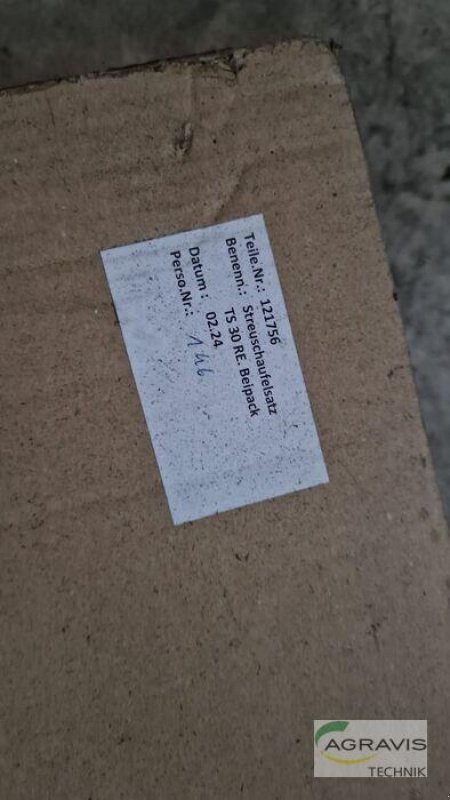 Teile.Nr.: 121756
Benenn.: Streuschaufelsatz
TS 30 RE. Beipack
Datum : 02.24
Perso.Nr.: 146
AGRAVIS
TECHNIK